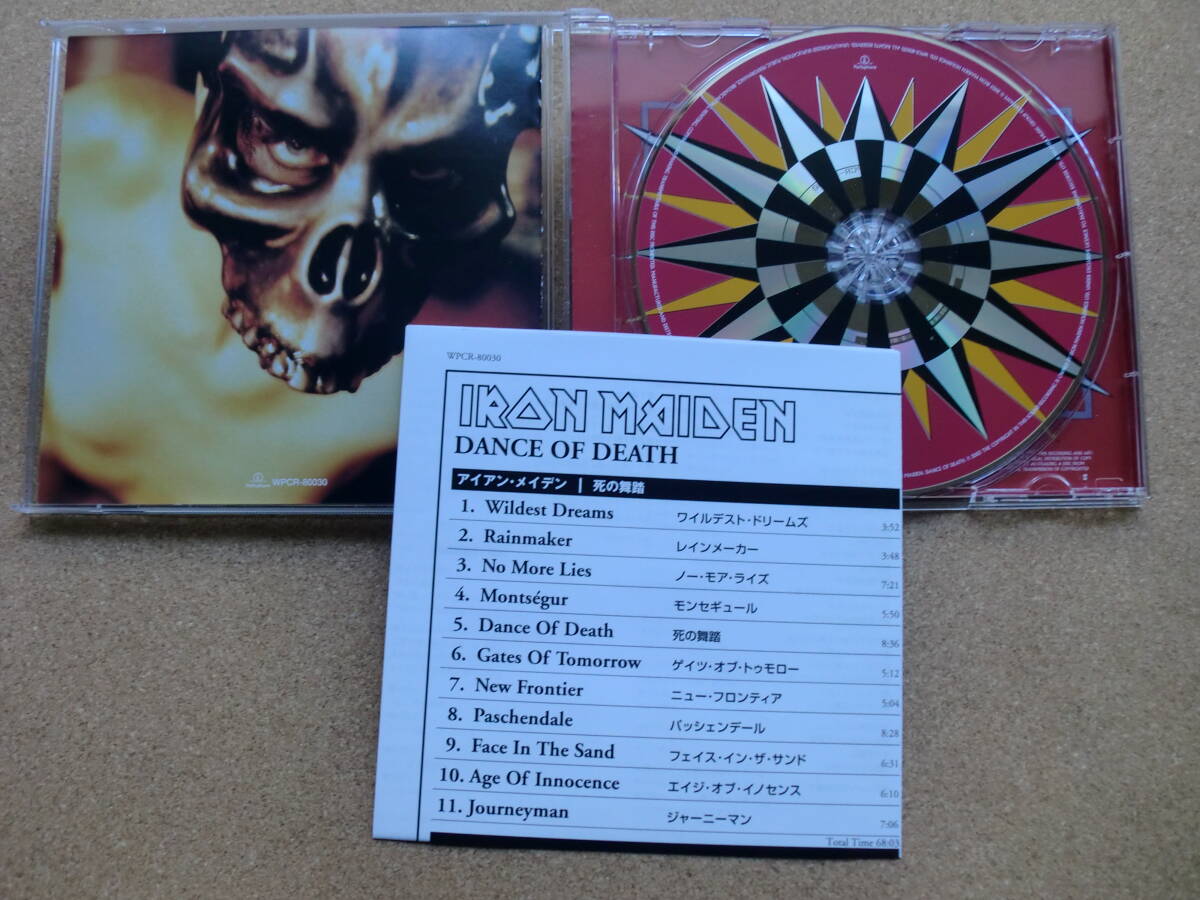 Parlophone
WPCR-80030
Parlophone
WPCR-80030
IRON MAIDEN
DANCE OF DEATH
アイアン・メイデン | 死の舞踏
1. Wildest Dreams ワイルデスト・ドリームズ 3:52
2. Rainmaker レインメーカー 3:48
3. No More Lies ノー・モア・ライズ 7:21
4. Montségur モンセギュール 5:50
5. Dance Of Death 死の舞踏 8:36
6. Gates Of Tomorrow ゲイツ・オブ・トゥモロー 5:12
7. New Frontier ニュー・フロンティア 5:04
8. Paschendale パッシェンデール 8:28
9. Face In The Sand フェイス・イン・ザ・サンド 6:31
10. Age Of Innocence エイジ・オブ・イノセンス 6:10
11. Journeyman ジャーニーマン 7:06
Total Time 68:03